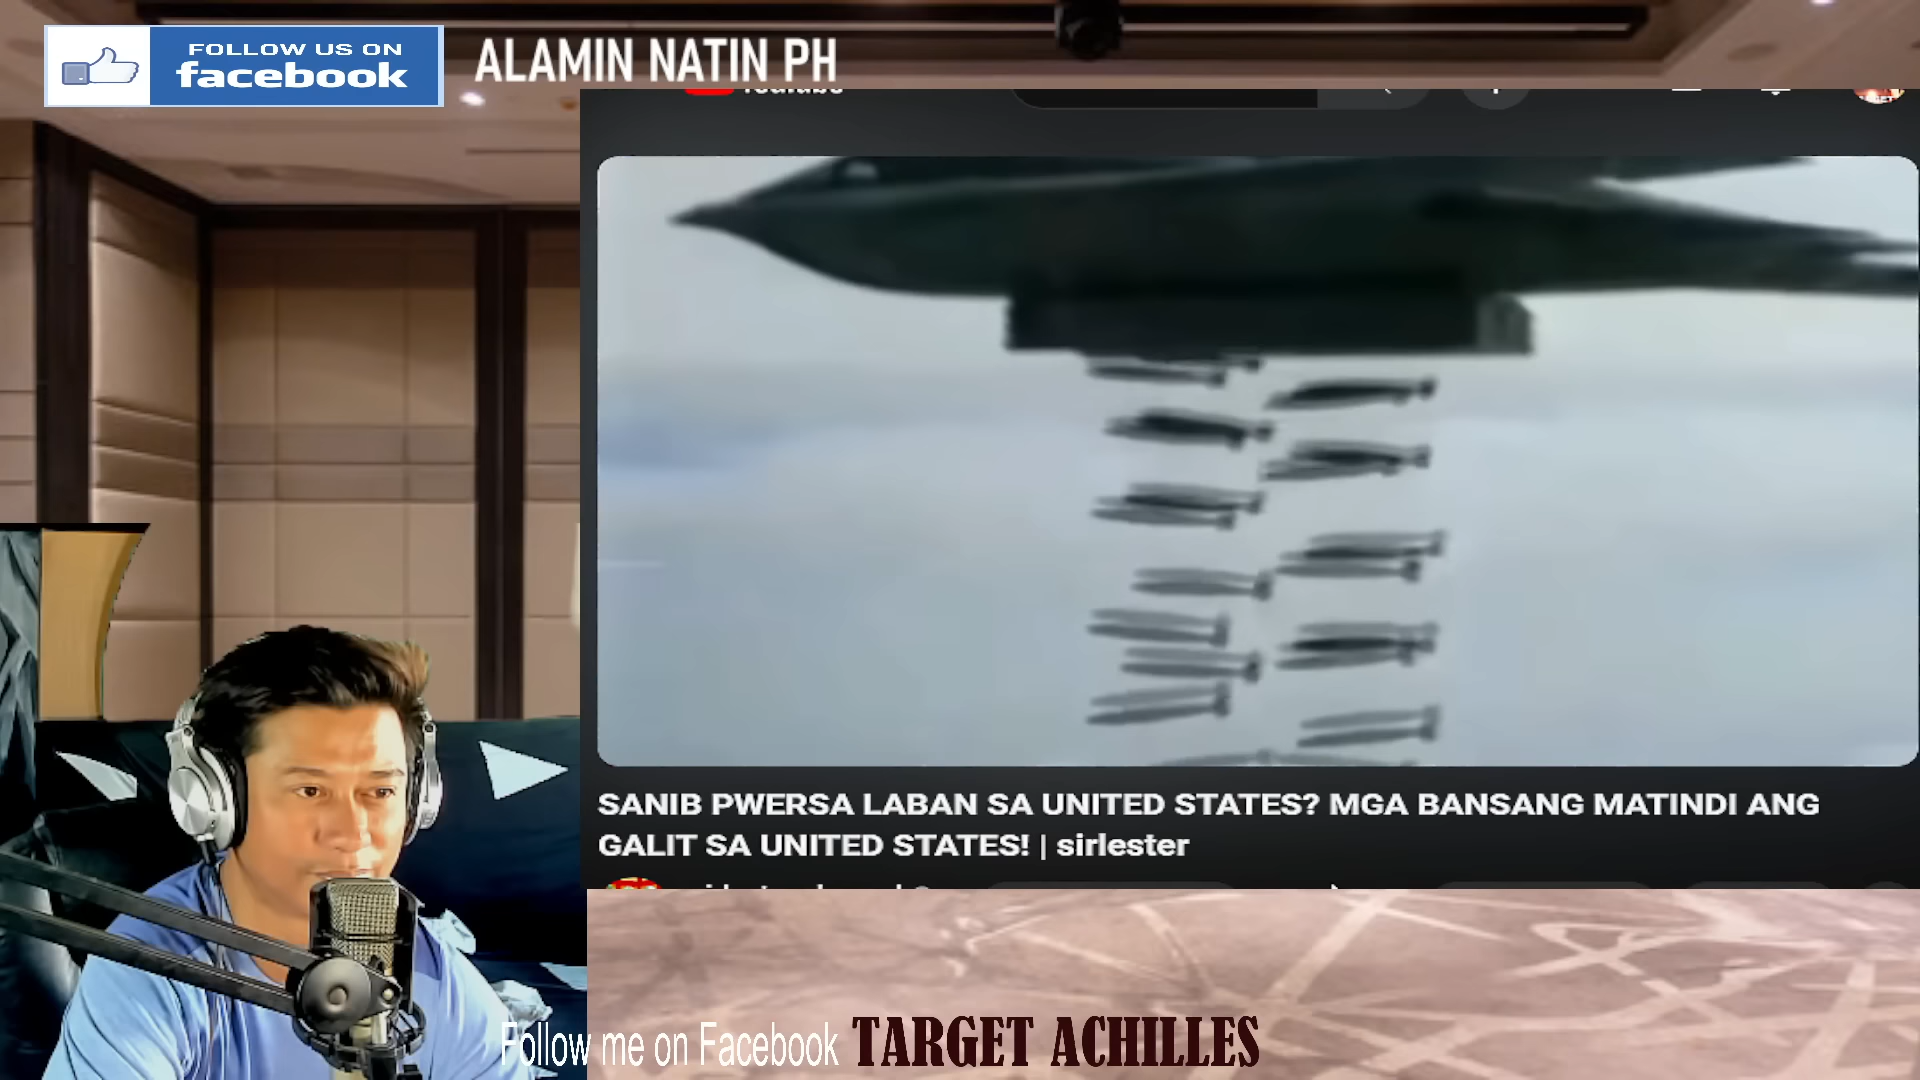 FOLLOW US ON
facebook
ALAMIN NATIN PH
YouTube
SANIB PWERSA LABAN SA UNITED STATES? MGA BANSANG MATINDI ANG
GALIT SA UNITED STATES! | sirlester
Follow me on Facebook TARGET ACHILLES